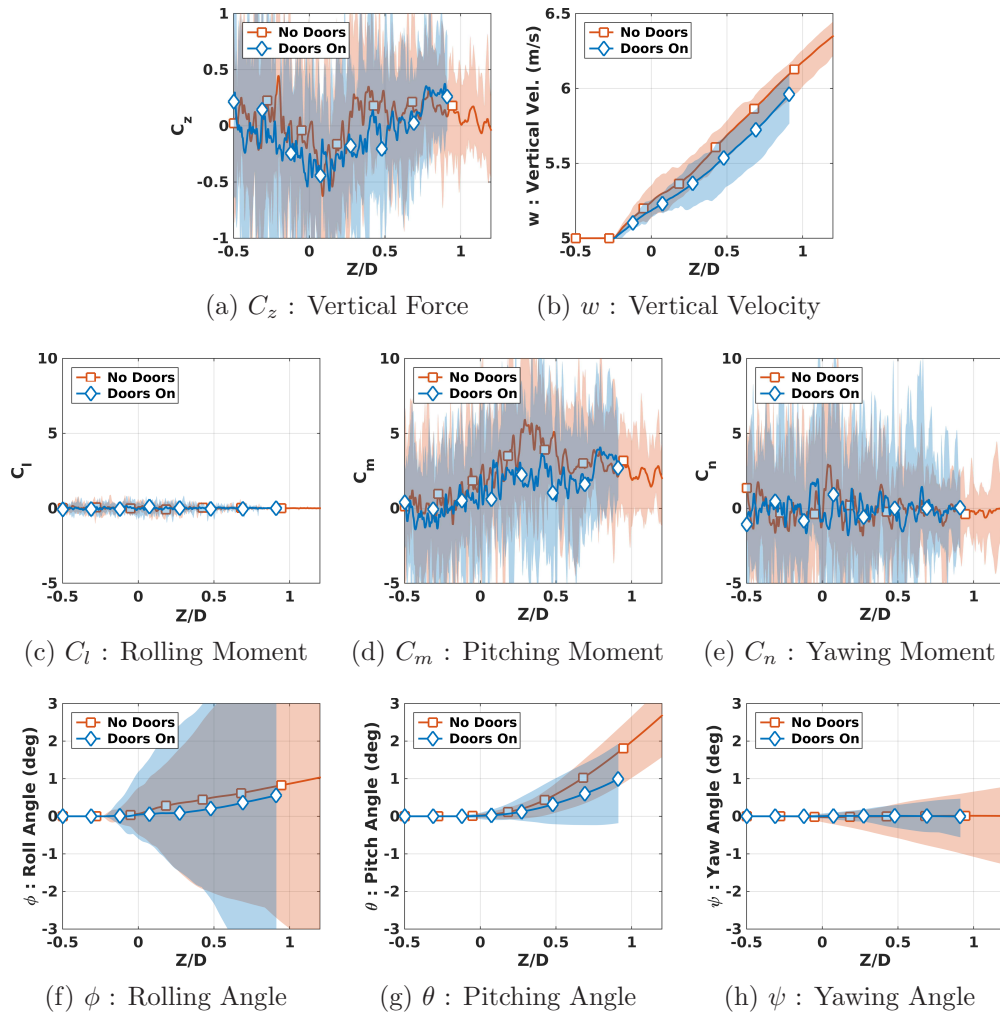 No Doors
Doors On
1
0.5
0
-0.5
-1
C_z
-0.5 0 0.5 1
Z/D
No Doors
Doors On
6.5
6
5.5
5
w : Vertical Vel. (m/s)
-0.5 0 0.5 1
Z/D
(a) C_z : Vertical Force
(b) w : Vertical Velocity
No Doors
Doors On
10
5
0
-5
C_l
-0.5 0 0.5 1
Z/D
No Doors
Doors On
10
5
0
-5
C_m
-0.5 0 0.5 1
Z/D
No Doors
Doors On
10
5
0
-5
C_n
-0.5 0 0.5 1
Z/D
(c) C_l : Rolling Moment
(d) C_m : Pitching Moment
(e) C_n : Yawing Moment
No Doors
Doors On
3
2
1
0
-1
-2
-3
ϕ : Roll Angle (deg)
-0.5 0 0.5 1
Z/D
No Doors
Doors On
3
2
1
0
-1
-2
-3
θ : Pitch Angle (deg)
-0.5 0 0.5 1
Z/D
No Doors
Doors On
3
2
1
0
-1
-2
-3
ψ : Yaw Angle (deg)
-0.5 0 0.5 1
Z/D
(f) ϕ : Rolling Angle
(g) θ : Pitching Angle
(h) ψ : Yawing Angle